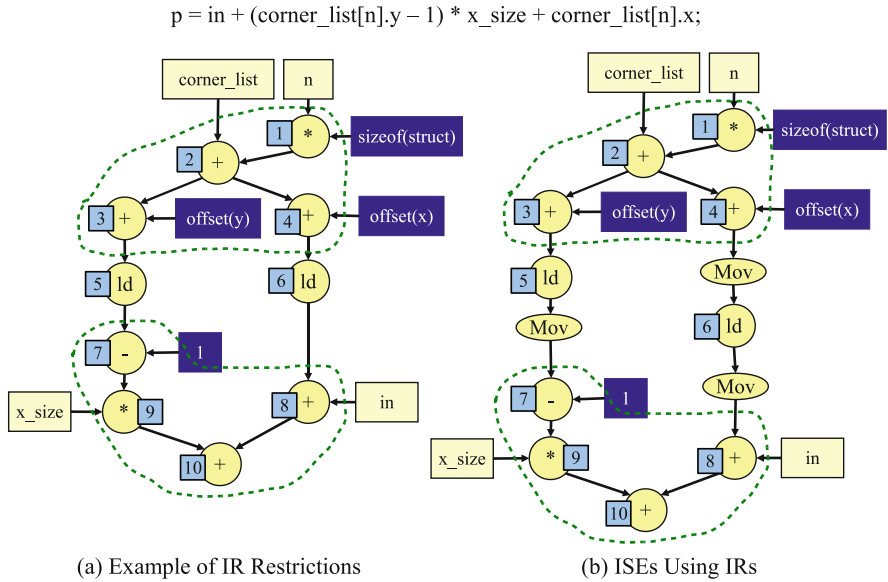 p = in + (corner_list[n].y – 1) * x_size + corner_list[n].x;
corner_list
n
1
*
sizeof(struct)
2
+
3
+
offset(y)
4
+
offset(x)
5
ld
6
ld
7
-
1
x_size
*
9
8
+
in
10
+
(a) Example of IR Restrictions
corner_list
n
1
*
sizeof(struct)
2
+
3
+
offset(y)
4
+
offset(x)
5
ld
Mov
Mov
6
ld
7
-
1
Mov
x_size
*
9
8
+
in
10
+
(b) ISEs Using IRs